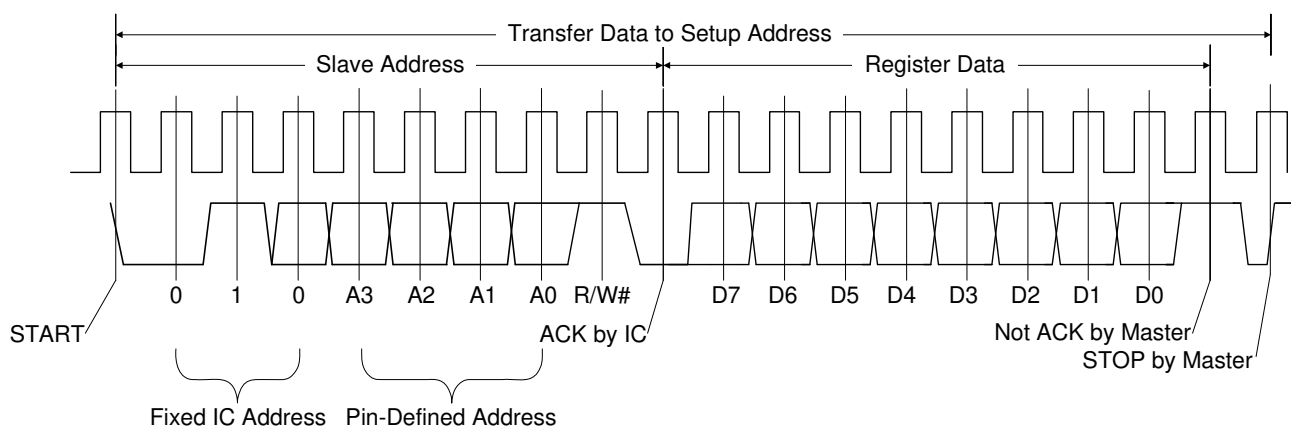 Transfer Data to Setup Address
Slave Address Register Data
0 1 0 A3 A2 A1 A0 R/W# D7 D6 D5 D4 D3 D2 D1 D0
START ACK by IC Not ACK by Master
STOP by Master
Fixed IC Address Pin-Defined Address